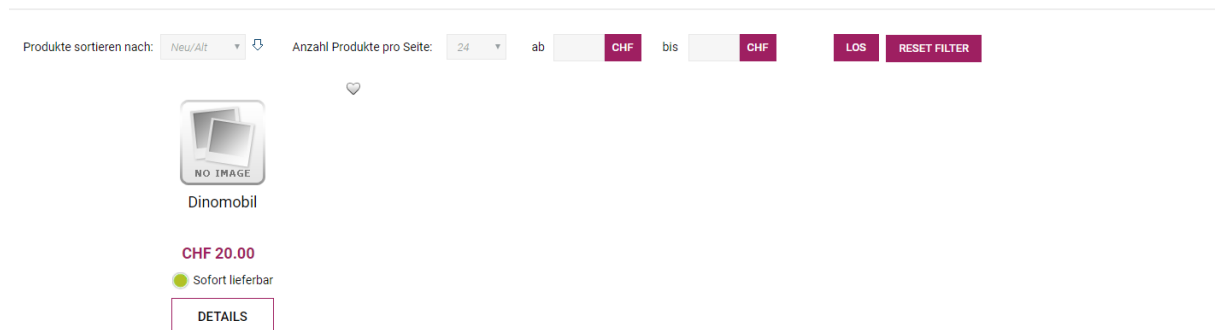 Produkte sortieren nach: Neu/Alt Anzahl Produkte pro Seite: 24 ab CHF bis CHF LOS RESET FILTER
NO IMAGE
Dinomobil
CHF 20.00
Sofort lieferbar
DETAILS